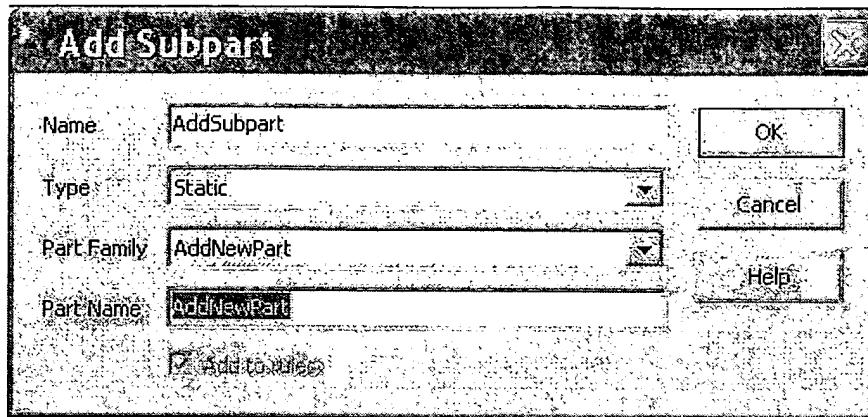 Add Subpart
Name AddSubpart OK
Type Static Cancel
Part Family AddNewPart Help
Part Name AddNewPart
Add to rules